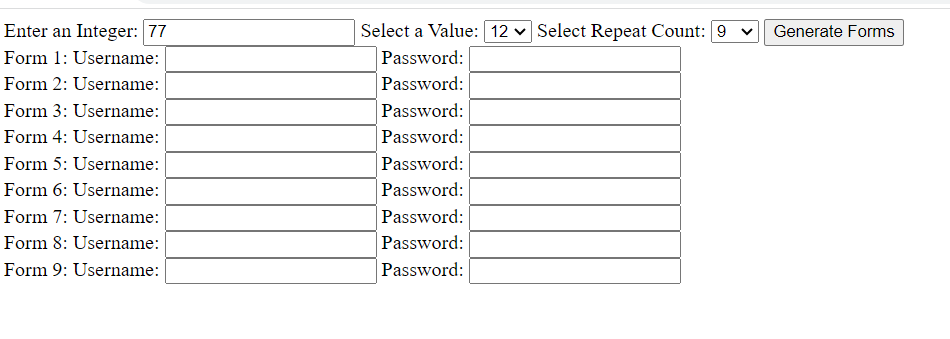 Enter an Integer: 77 Select a Value: 12 Select Repeat Count: 9 Generate Forms
Form 1: Username: Password:
Form 2: Username: Password:
Form 3: Username: Password:
Form 4: Username: Password:
Form 5: Username: Password:
Form 6: Username: Password:
Form 7: Username: Password:
Form 8: Username: Password:
Form 9: Username: Password: